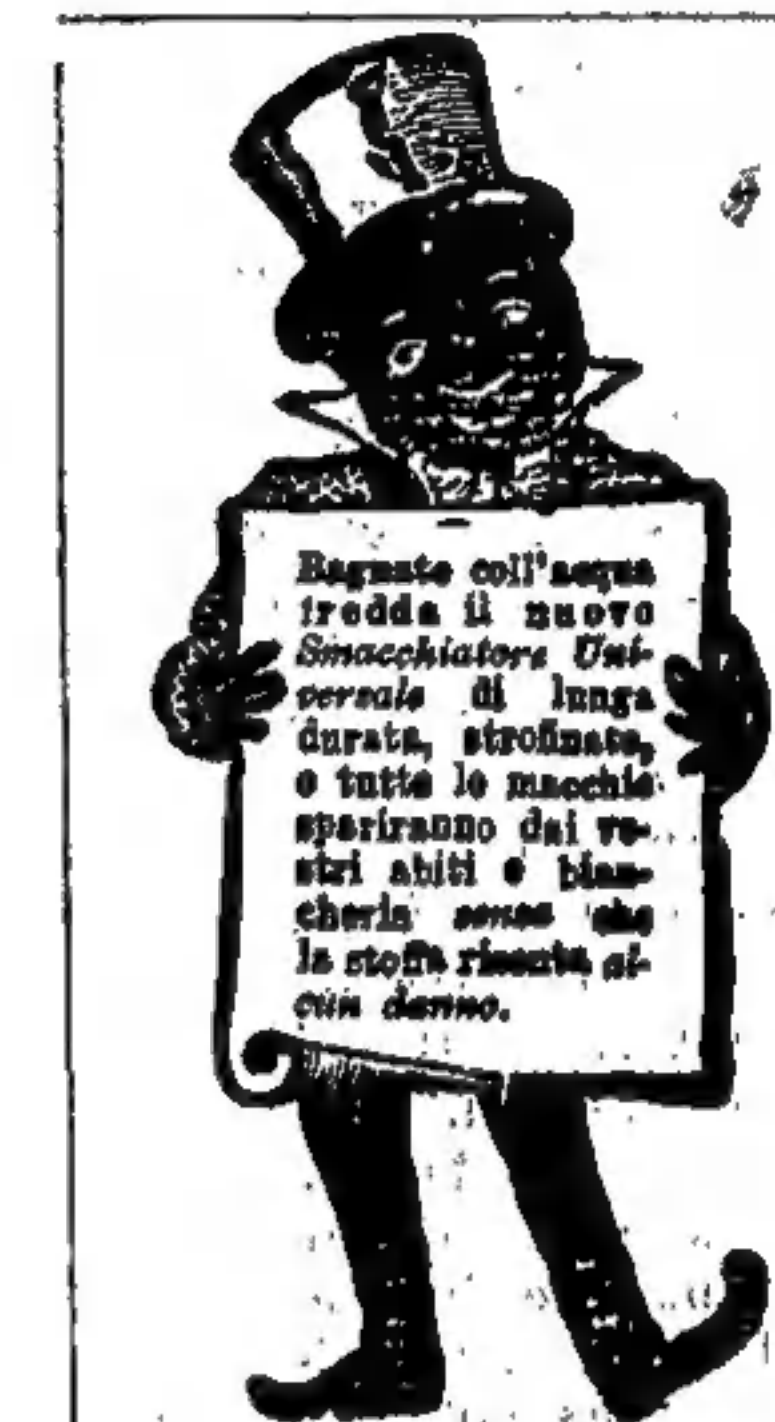 Bagnate coll'acqua
fredda il nuovo
Smacchiatore Uni-
versale di lunga
durata, strofinate,
e tutte le macchie
spariranno dai vo-
stri abiti e bian-
cheria senza che
la stoffa risenta al-
cun danno.